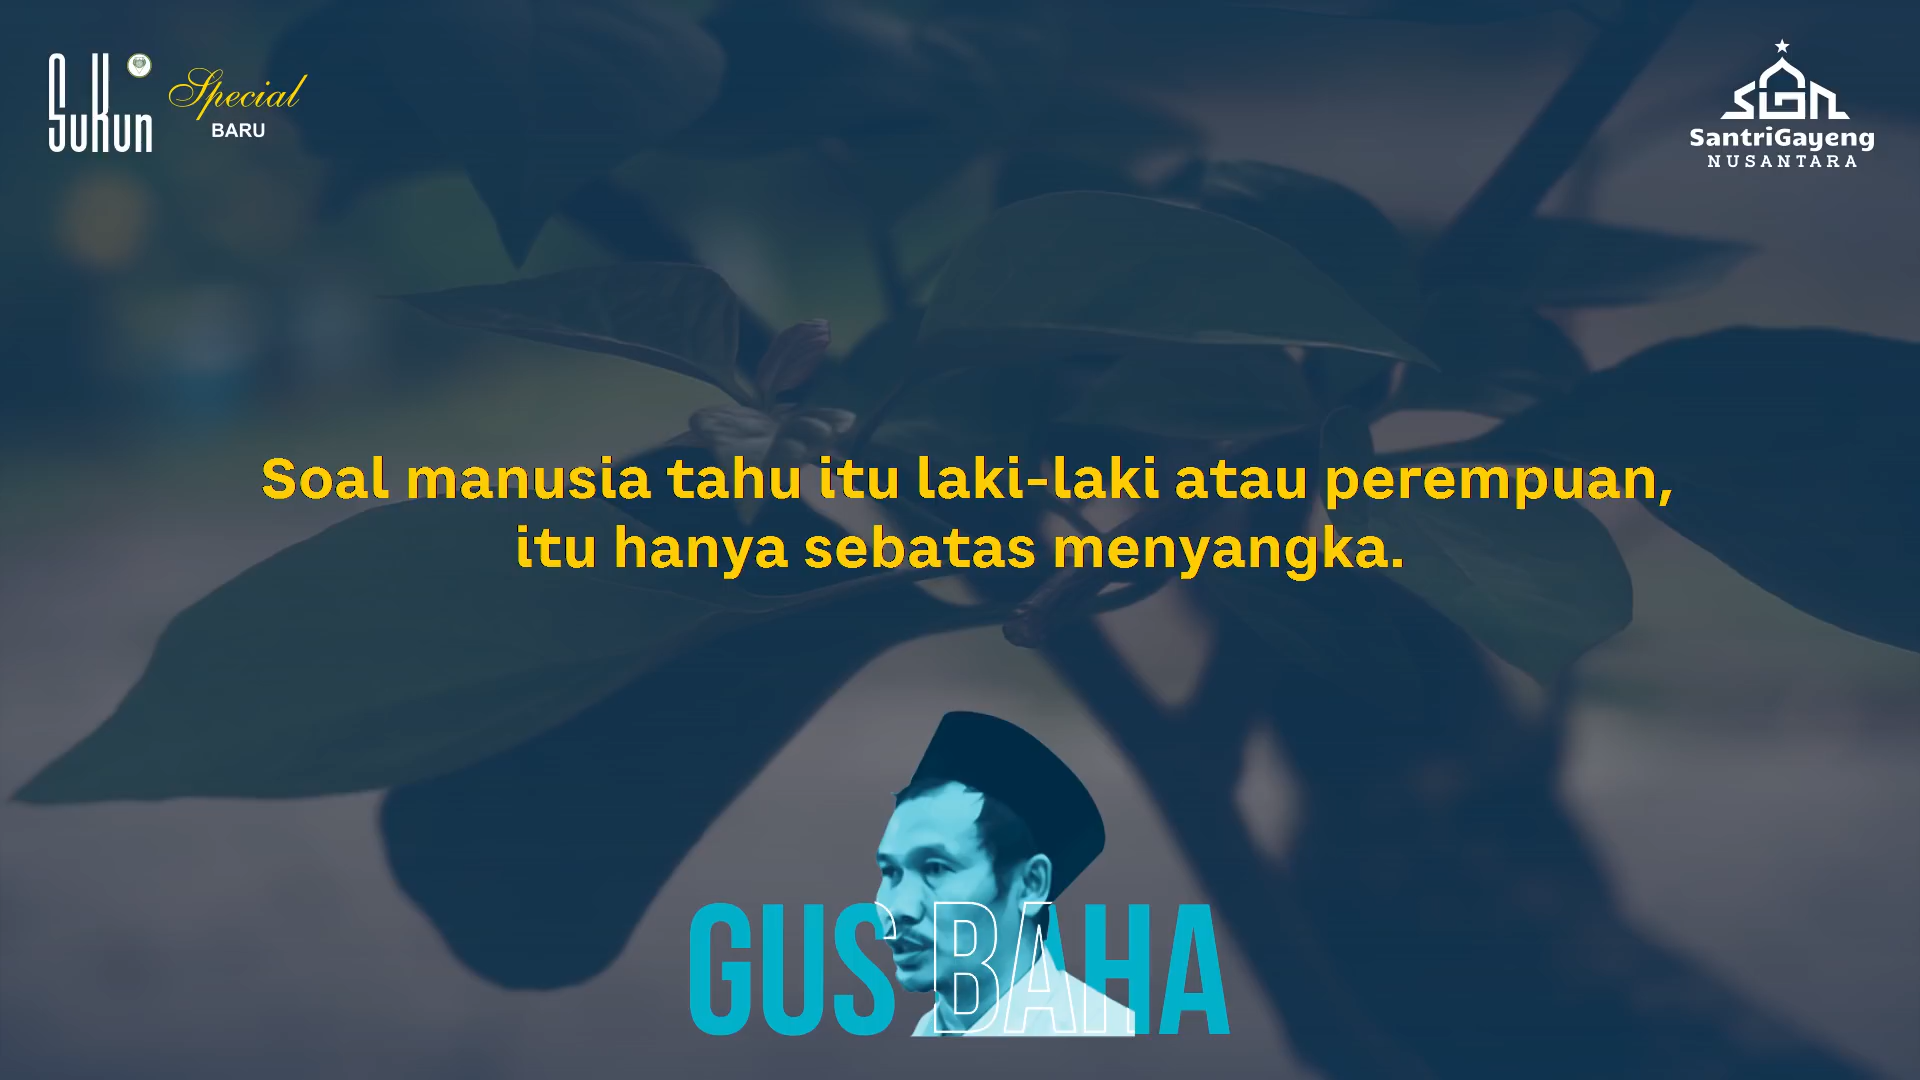 Sukun
Special
BARU
SIGN
SantriGayeng
NUSANTARA
Soal manusia tahu itu laki-laki atau perempuan,
itu hanya sebatas menyangka.
GUS BAHA